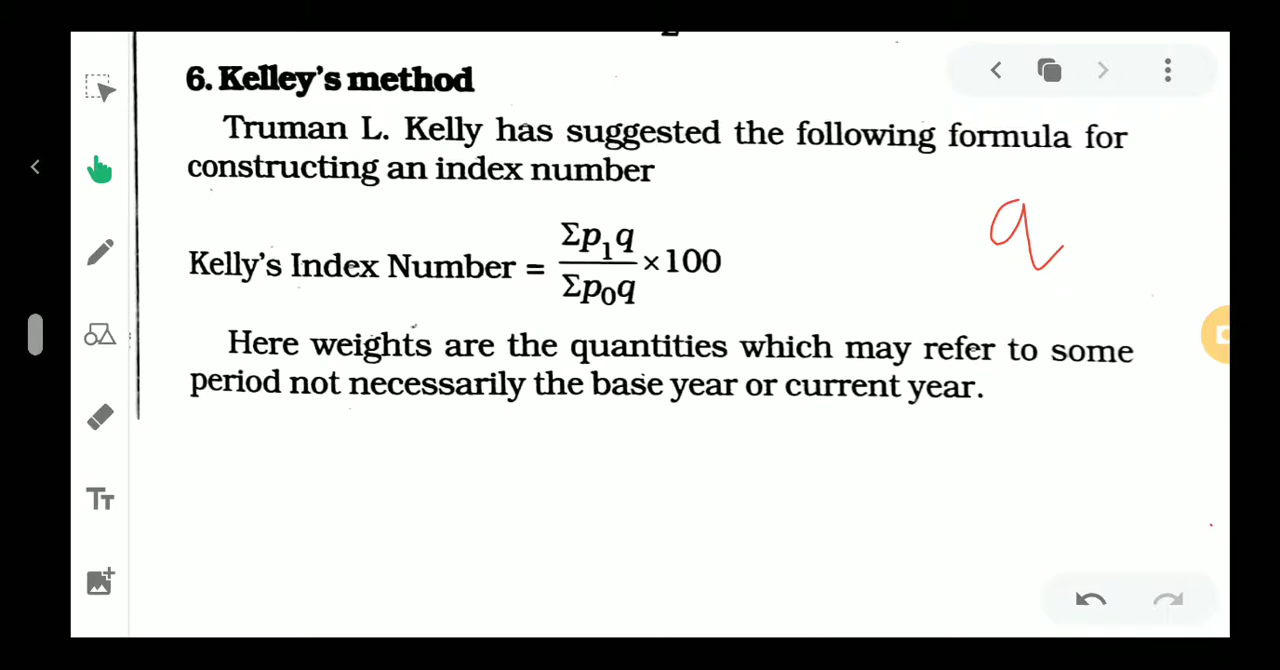 6. Kelley's method
Truman L. Kelly has suggested the following formula for
constructing an index number
Kelly's Index Number = Σp₁q / Σp₀q ×100
q
Here weights are the quantities which may refer to some
period not necessarily the base year or current year.
TT